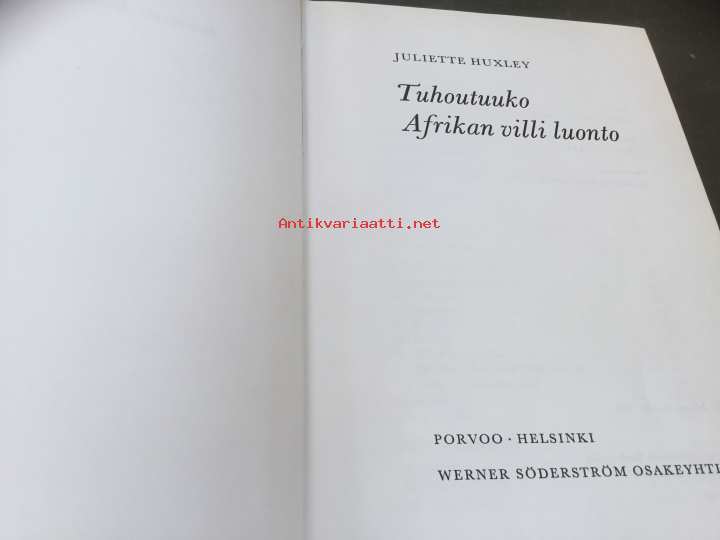 JULIETTE HUXLEY
Tuhoutuuko
Afrikan villi luonto
Antikvariaatti.net
PORVOO · HELSINKI
WERNER SÖDERSTRÖM OSAKEYHTI